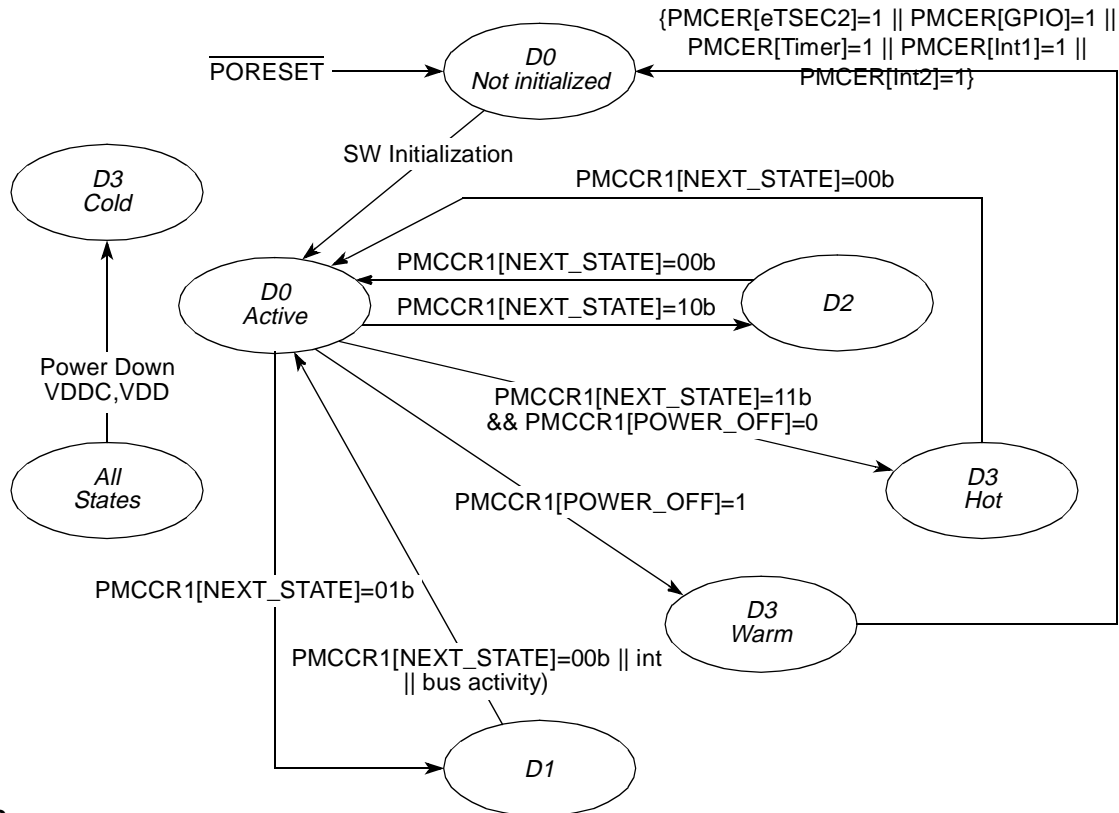 {PMCER[eTSEC2]=1 || PMCER[GPIO]=1 ||
PMCER[Timer]=1 || PMCER[Int1]=1 ||
PMCER[Int2]=1}
PORESET
D0
Not initialized
SW Initialization
D3
Cold
PMCCR1[NEXT_STATE]=00b
PMCCR1[NEXT_STATE]=00b
D0
Active
PMCCR1[NEXT_STATE]=10b
D2
Power Down
VDDC,VDD
PMCCR1[NEXT_STATE]=11b
&& PMCCR1[POWER_OFF]=0
All
States
D3
Hot
PMCCR1[POWER_OFF]=1
PMCCR1[NEXT_STATE]=01b
D3
Warm
PMCCR1[NEXT_STATE]=00b || int
|| bus activity)
D1